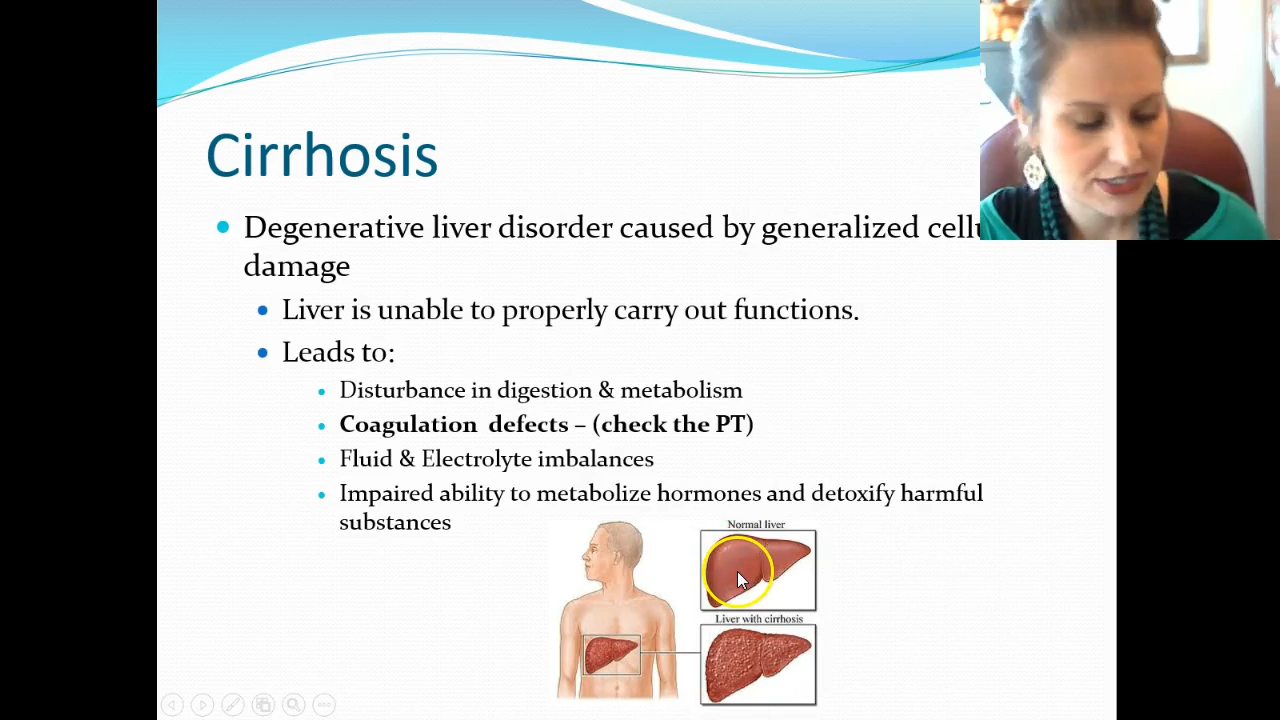 Cirrhosis
Degenerative liver disorder caused by generalized
damage
Liver is unable to properly carry out functions.
Leads to:
Disturbance in digestion & metabolism
Coagulation defects – (check the PT)
Fluid & Electrolyte imbalances
Impaired ability to metabolize hormones and detoxify harmful
substances
Normal liver
Liver with cirrhosis